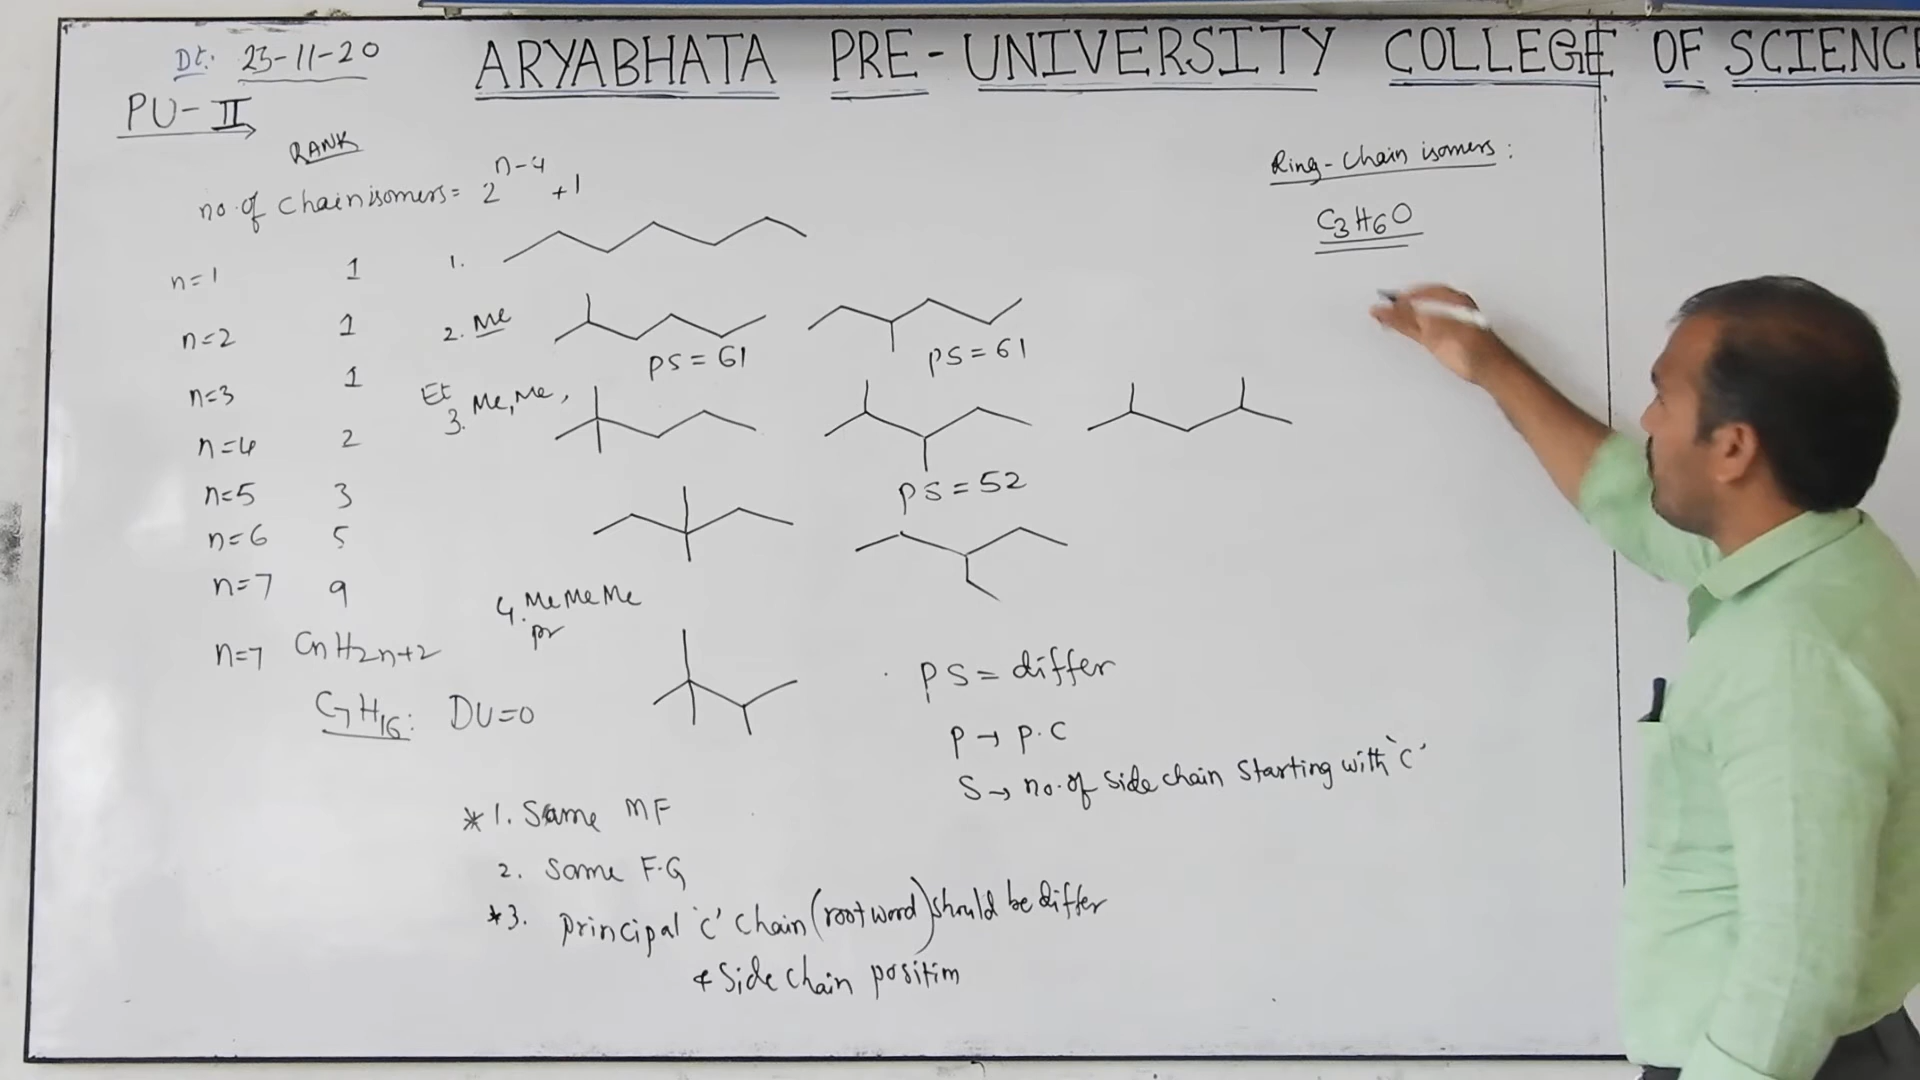 Dt: 23-11-20
ARYABHATA PRE-UNIVERSITY COLLEGE OF SCIENC
PU-II
RANK
no. of chain isomers = 2^(n-4) + 1
n=1 1
n=2 1
n=3 1
n=4 2
n=5 3
n=6 5
n=7 9
n=7 CnH2n+2
C7H16: DU=0
1.
2. Me
PS = 61
PS = 61
Et
3. Me, Me,
PS = 52
4. Me Me Me
pr
PS = differ
P → P.C
S → no. of side chain starting with 'C'
* 1. Same MF
2. Same F.G
*3. Principal 'C' chain (root word) should be differ
& side chain position
Ring-Chain isomers:
C3H6O